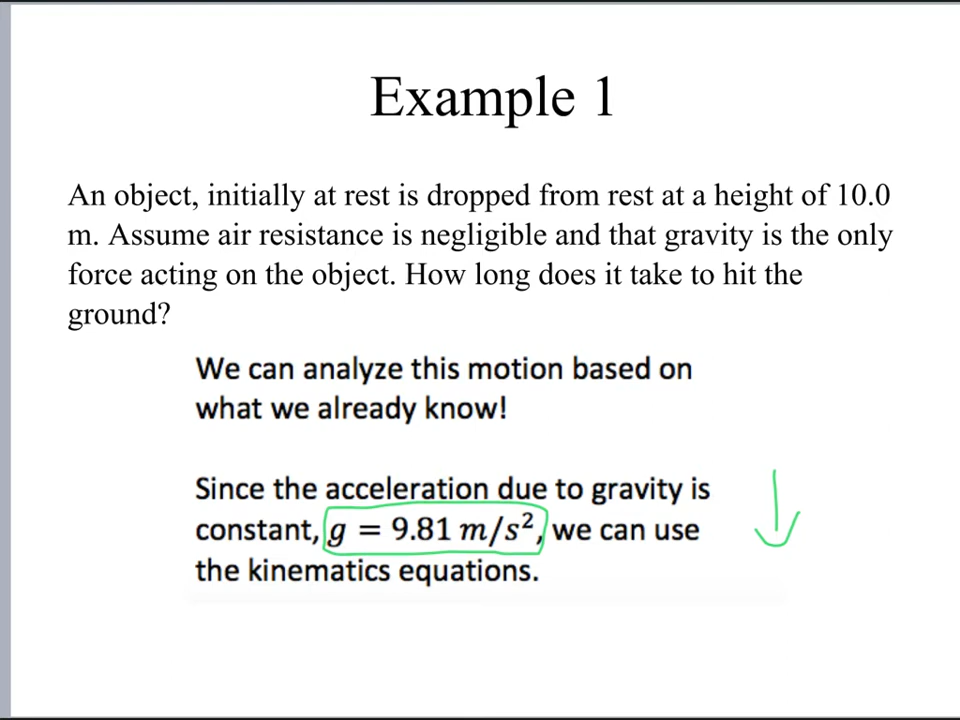 Example 1
An object, initially at rest is dropped from rest at a height of 10.0
m. Assume air resistance is negligible and that gravity is the only
force acting on the object. How long does it take to hit the
ground?
We can analyze this motion based on
what we already know!
Since the acceleration due to gravity is
constant, g = 9.81 m/s², we can use
the kinematics equations.